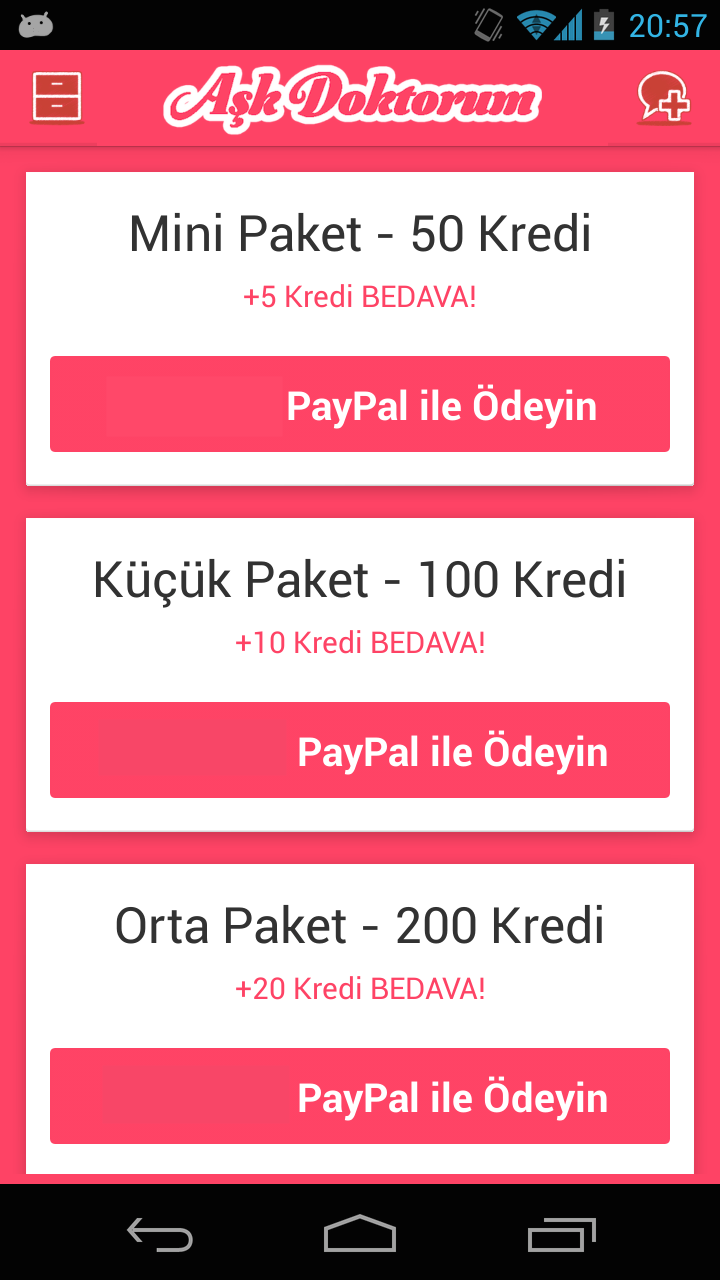 20:57
Aşk Doktorum
Mini Paket - 50 Kredi
+5 Kredi BEDAVA!
PayPal ile Ödeyin
Küçük Paket - 100 Kredi
+10 Kredi BEDAVA!
PayPal ile Ödeyin
Orta Paket - 200 Kredi
+20 Kredi BEDAVA!
PayPal ile Ödeyin